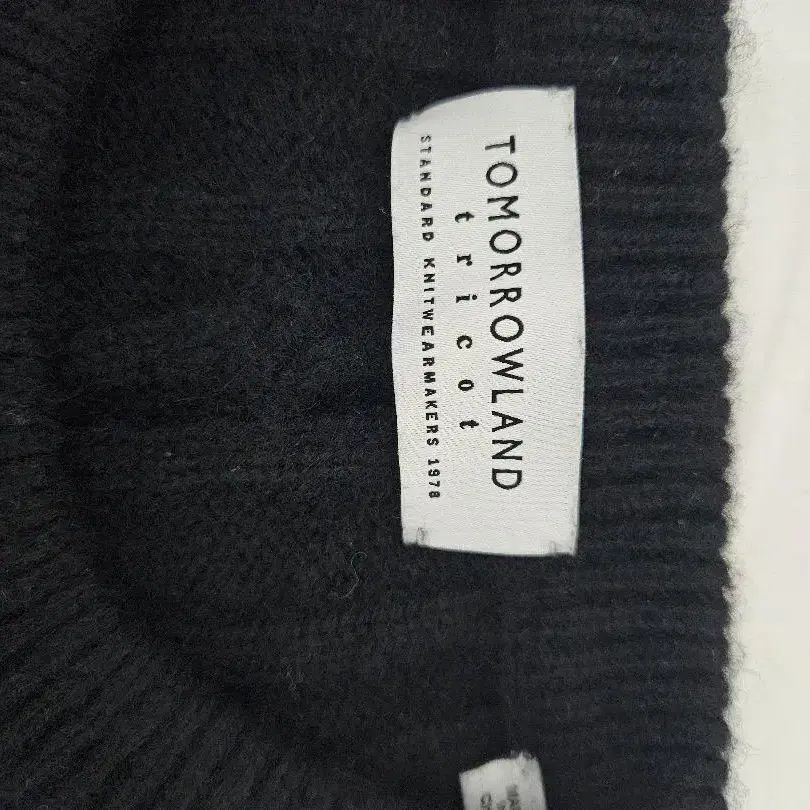 TOMORROWLAND
tricot
STANDARD KNITWEARMAKERS 1978